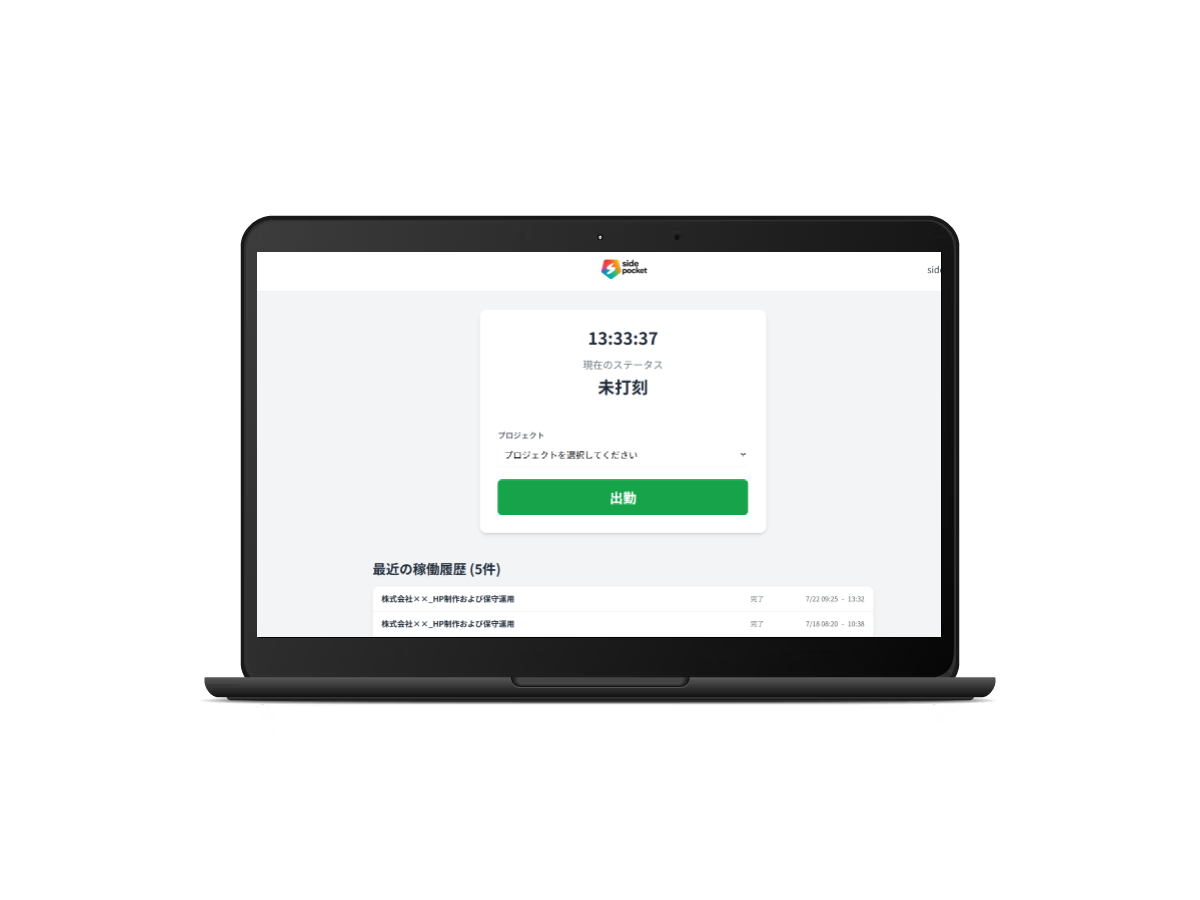 side
pocket
side
13:33:37
現在のステータス
未打刻
プロジェクト
プロジェクトを選択してください
出勤
最近の稼働履歴 (5件)
株式会社××_HP制作および保守運用 完了 7/22 09:25 - 13:32
株式会社××_HP制作および保守運用 完了 7/18 08:20 - 10:38